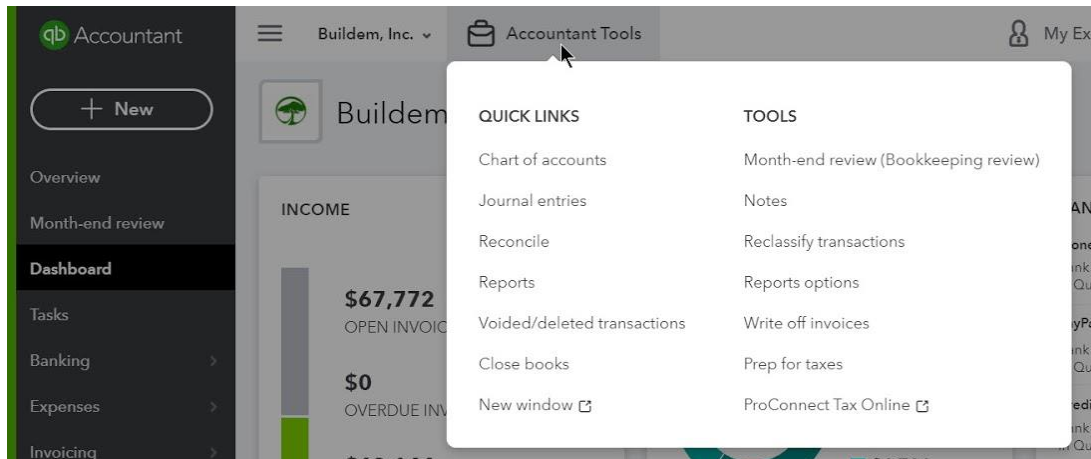 qb Accountant
Buildem, Inc.
Accountant Tools
My Ex
New
Buildem
Overview
Month-end review
Dashboard
Tasks
Banking
Expenses
Invoicing
INCOME
$67,772
OPEN INVOIC
$0
OVERDUE INV
QUICK LINKS
Chart of accounts
Journal entries
Reconcile
Reports
Voided/deleted transactions
Close books
New window
TOOLS
Month-end review (Bookkeeping review)
Notes
Reclassify transactions
Reports options
Write off invoices
Prep for taxes
ProConnect Tax Online